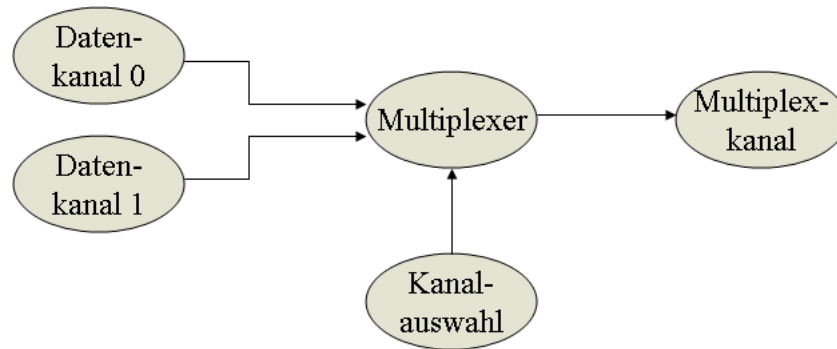 Daten-
kanal 0
Daten-
kanal 1
Multiplexer
Multiplex-
kanal
Kanal-
auswahl